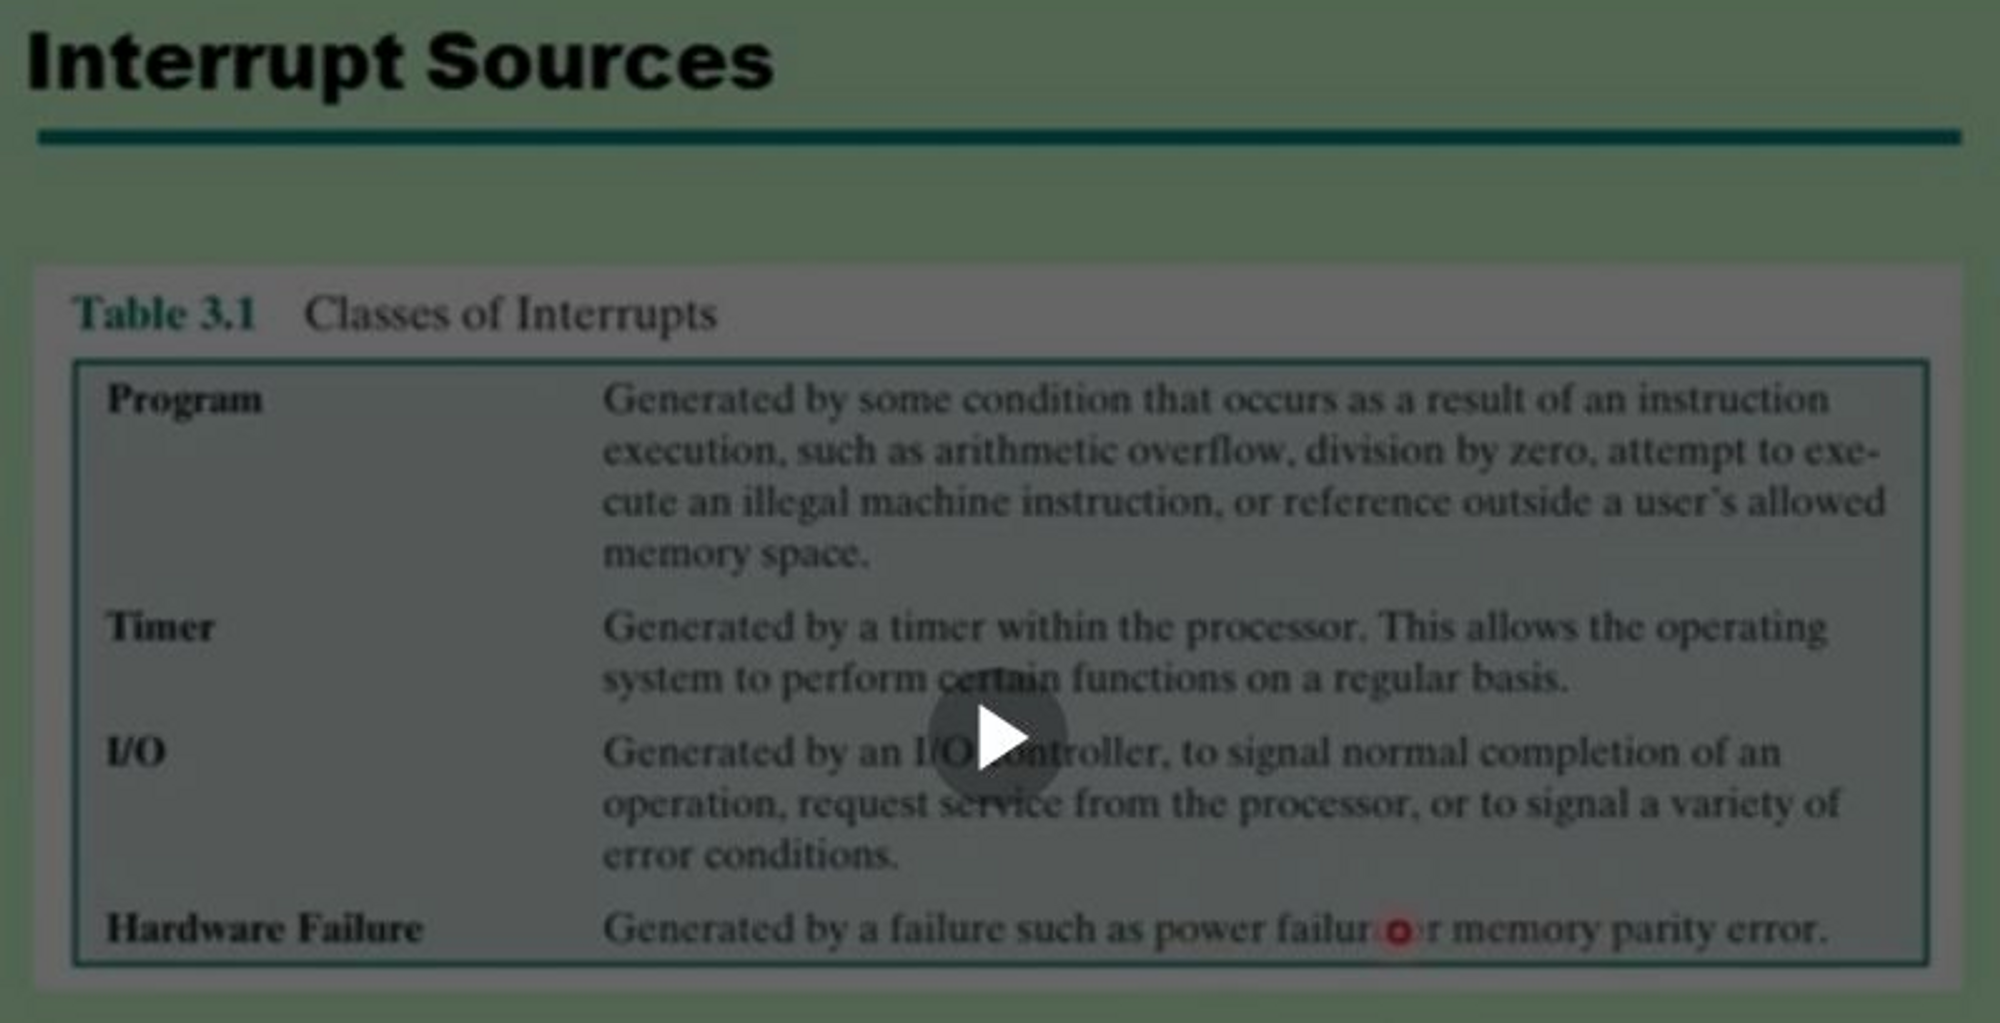 Interrupt Sources
Table 3.1 Classes of Interrupts
Program
Generated by some condition that occurs as a result of an instruction
execution, such as arithmetic overflow, division by zero, attempt to exe-
cute an illegal machine instruction, or reference outside a user's allowed
memory space.
Timer
Generated by a timer within the processor. This allows the operating
system to perform certain functions on a regular basis.
I/O
Generated by an I/O controller, to signal normal completion of an
operation, request service from the processor, or to signal a variety of
error conditions.
Hardware Failure
Generated by a failure such as power failure or memory parity error.